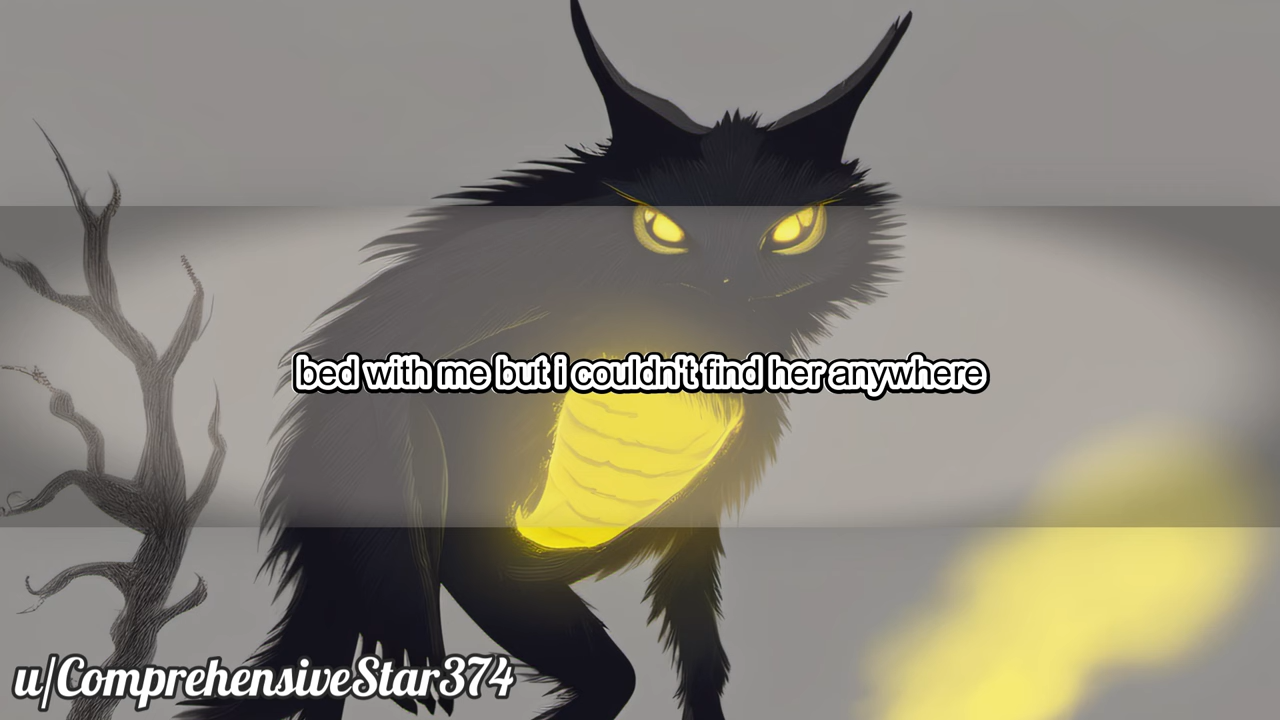 bed with me but i couldn't find her anywhere
u/ComprehensiveStar374